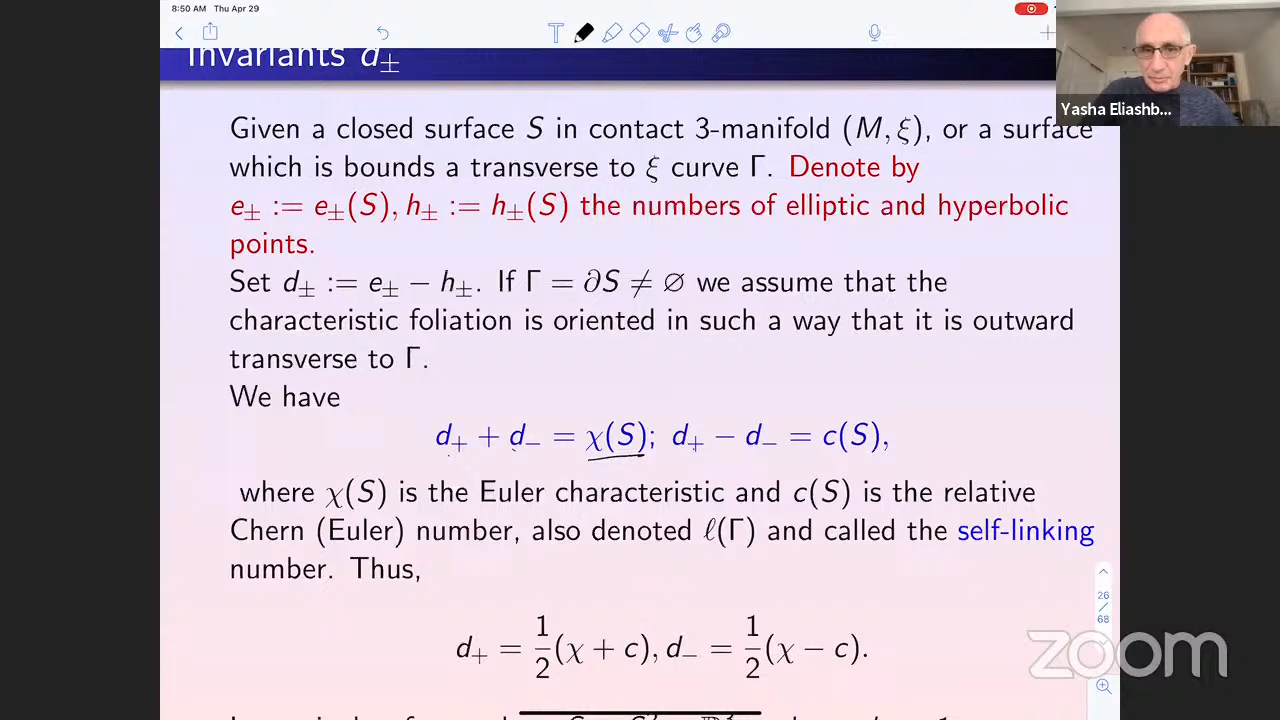 8:50 AM Thu Apr 29
Invariants d±
Yasha Eliashb...
Given a closed surface S in contact 3-manifold (M, ξ), or a surface
which is bounds a transverse to ξ curve Γ. Denote by
e± := e±(S), h± := h±(S) the numbers of elliptic and hyperbolic
points.
Set d± := e± − h±. If Γ = ∂S ≠ ∅ we assume that the
characteristic foliation is oriented in such a way that it is outward
transverse to Γ.
We have
d₊ + d₋ = χ(S); d₊ − d₋ = c(S),
where χ(S) is the Euler characteristic and c(S) is the relative
Chern (Euler) number, also denoted ℓ(Γ) and called the self-linking
number. Thus,
d₊ = 1/2(χ + c), d₋ = 1/2(χ − c).
26
/
68
zoom